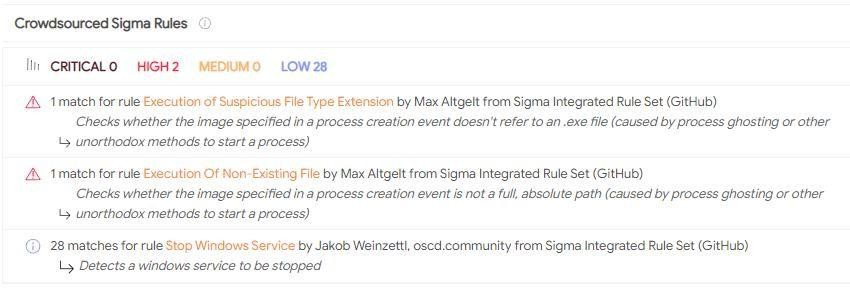 Crowdsourced Sigma Rules
CRITICAL 0 HIGH 2 MEDIUM 0 LOW 28
1 match for rule Execution of Suspicious File Type Extension by Max Altgelt from Sigma Integrated Rule Set (GitHub)
Checks whether the image specified in a process creation event doesn't refer to an .exe file (caused by process ghosting or other
unorthodox methods to start a process)
1 match for rule Execution Of Non-Existing File by Max Altgelt from Sigma Integrated Rule Set (GitHub)
Checks whether the image specified in a process creation event is not a full, absolute path (caused by process ghosting or other
unorthodox methods to start a process)
28 matches for rule Stop Windows Service by Jakob Weinzettl, oscd.community from Sigma Integrated Rule Set (GitHub)
Detects a windows service to be stopped